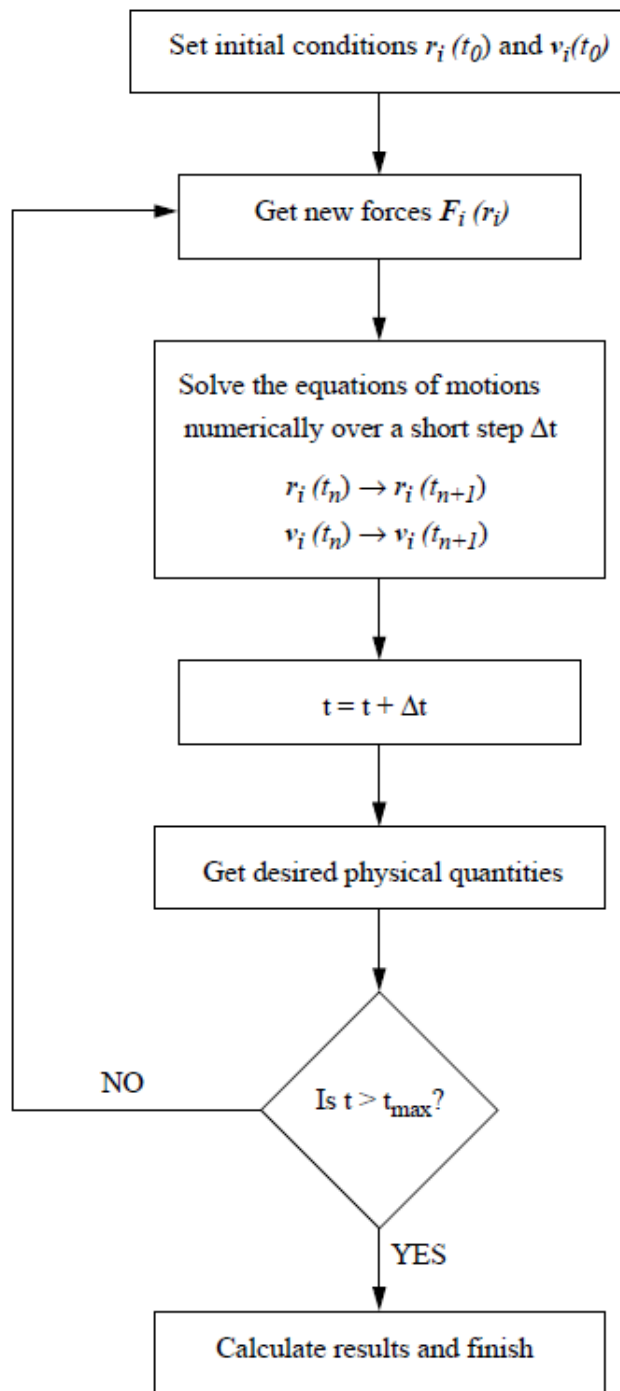 Set initial conditions r_i (t_0) and v_i(t_0)
Get new forces F_i (r_i)
Solve the equations of motions
numerically over a short step Δt
r_i (t_n) → r_i (t_{n+1})
v_i (t_n) → v_i (t_{n+1})
t = t + Δt
Get desired physical quantities
NO
Is t > t_max?
YES
Calculate results and finish